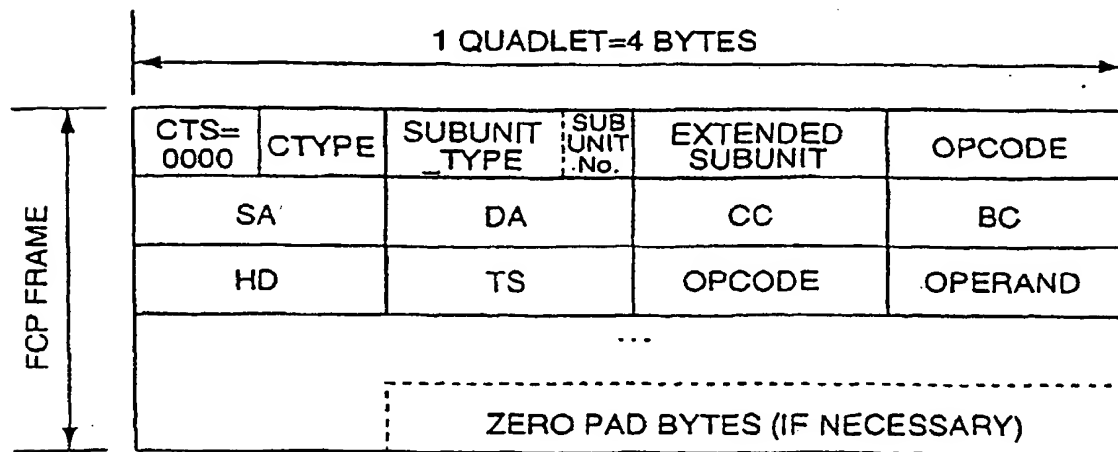 1 QUADLET=4 BYTES
CTS=
0000
CTYPE
SUBUNIT
_TYPE
SUB
UNIT
No.
EXTENDED
SUBUNIT
OPCODE
SA
DA
CC
BC
HD
TS
OPCODE
OPERAND
...
ZERO PAD BYTES (IF NECESSARY)
FCP FRAME